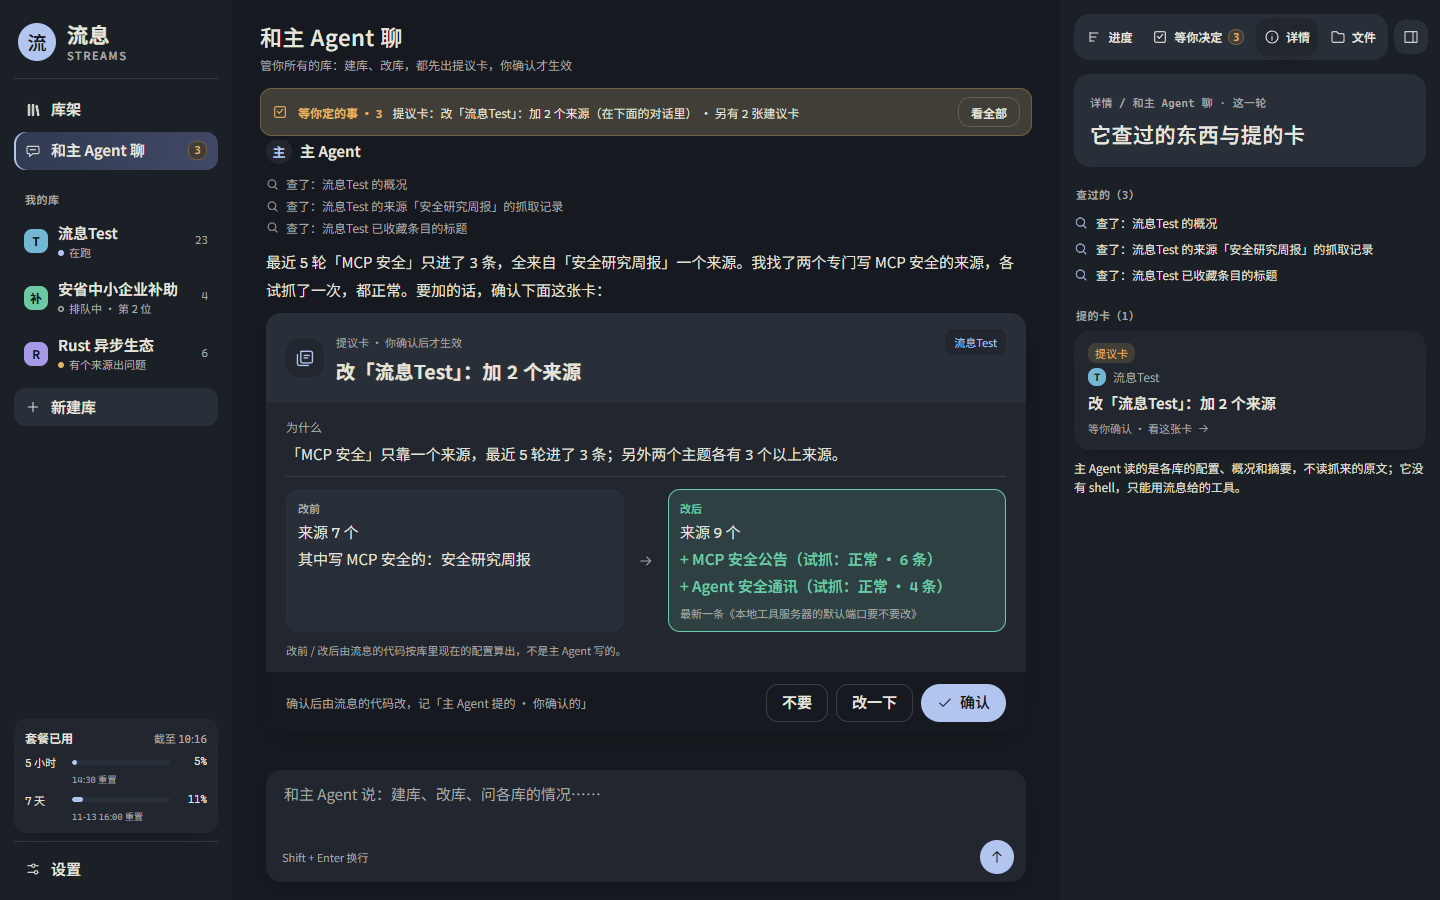 流
流息
STREAMS
库架
和主 Agent 聊
3
我的库
T
流息Test
23
在跑
补
安省中小企业补助
4
排队中 · 第 2 位
R
Rust 异步生态
6
有个来源出问题
新建库
套餐已用
截至 10:16
5 小时
5%
14:30 重置
7 天
11%
11-13 16:00 重置
设置
和主 Agent 聊
管你所有的库：建库、改库，都先出提议卡，你确认才生效
等你定的事 · 3 提议卡：改「流息Test」：加 2 个来源（在下面的对话里） · 另有 2 张建议卡
看全部
主
主 Agent
查了：流息Test 的概况
查了：流息Test 的来源「安全研究周报」的抓取记录
查了：流息Test 已收藏条目的标题
最近 5 轮「MCP 安全」只进了 3 条，全来自「安全研究周报」一个来源。我找了两个专门写 MCP 安全的来源，各
试抓了一次，都正常。要加的话，确认下面这张卡：
提议卡 · 你确认后才生效
改「流息Test」：加 2 个来源
流息Test
为什么
「MCP 安全」只靠一个来源，最近 5 轮进了 3 条；另外两个主题各有 3 个以上来源。
改前
来源 7 个
其中写 MCP 安全的：安全研究周报
→
改后
来源 9 个
+ MCP 安全公告（试抓：正常 · 6 条）
+ Agent 安全通讯（试抓：正常 · 4 条）
最新一条《本地工具服务器的默认端口要不要改》
改前 / 改后由流息的代码按库里现在的配置算出，不是主 Agent 写的。
确认后由流息的代码改，记「主 Agent 提的 · 你确认的」
不要
改一下
确认
和主 Agent 说：建库、改库、问各库的情况……
Shift + Enter 换行
进度
等你决定 3
详情
文件
详情 / 和主 Agent 聊 · 这一轮
它查过的东西与提的卡
查过的（3）
查了：流息Test 的概况
查了：流息Test 的来源「安全研究周报」的抓取记录
查了：流息Test 已收藏条目的标题
提的卡（1）
提议卡
T
流息Test
改「流息Test」：加 2 个来源
等你确认 · 看这张卡 →
主 Agent 读的是各库的配置、概况和摘要，不读抓来的原文；它没
有 shell，只能用流息给的工具。